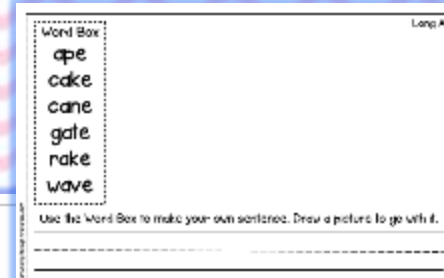 Long A
Word Box
ape
cake
cane
gate
rake
wave
Use the Word Box to make your own sentence. Draw a picture to go with it.